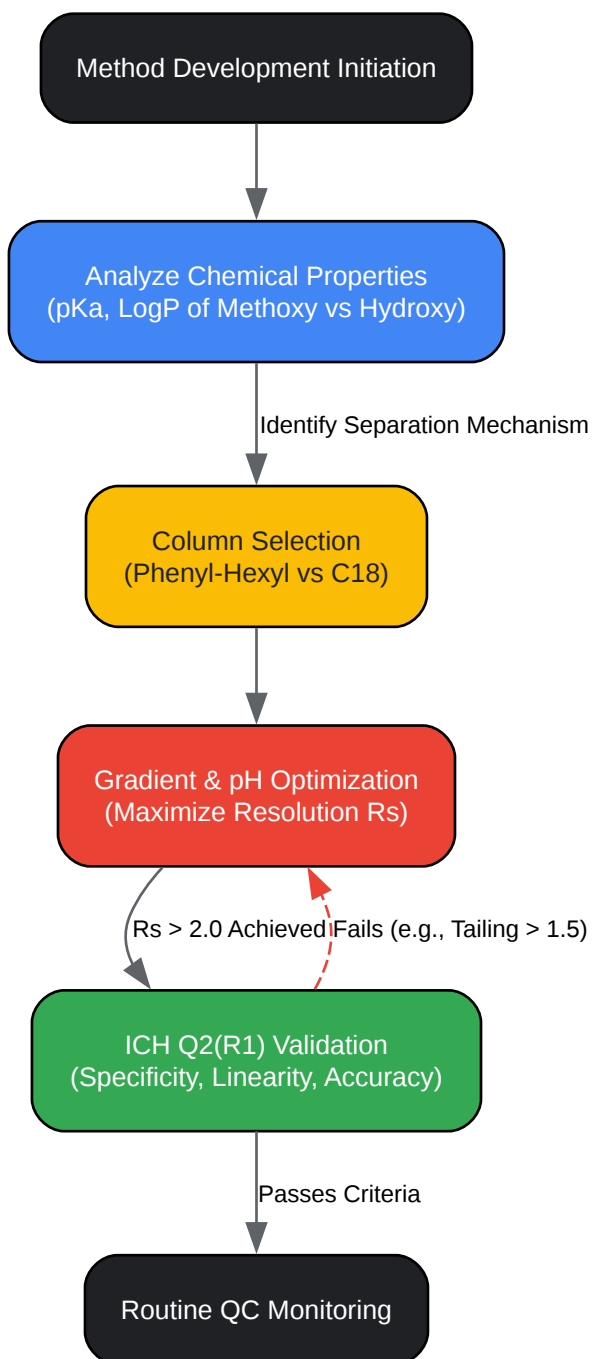 Method Development Initiation
Analyze Chemical Properties
(pKa, LogP of Methoxy vs Hydroxy)
Identify Separation Mechanism
Column Selection
(Phenyl-Hexyl vs C18)
Gradient & pH Optimization
(Maximize Resolution Rs)
Rs > 2.0 Achieved
Fails (e.g., Tailing > 1.5)
ICH Q2(R1) Validation
(Specificity, Linearity, Accuracy)
Passes Criteria
Routine QC Monitoring